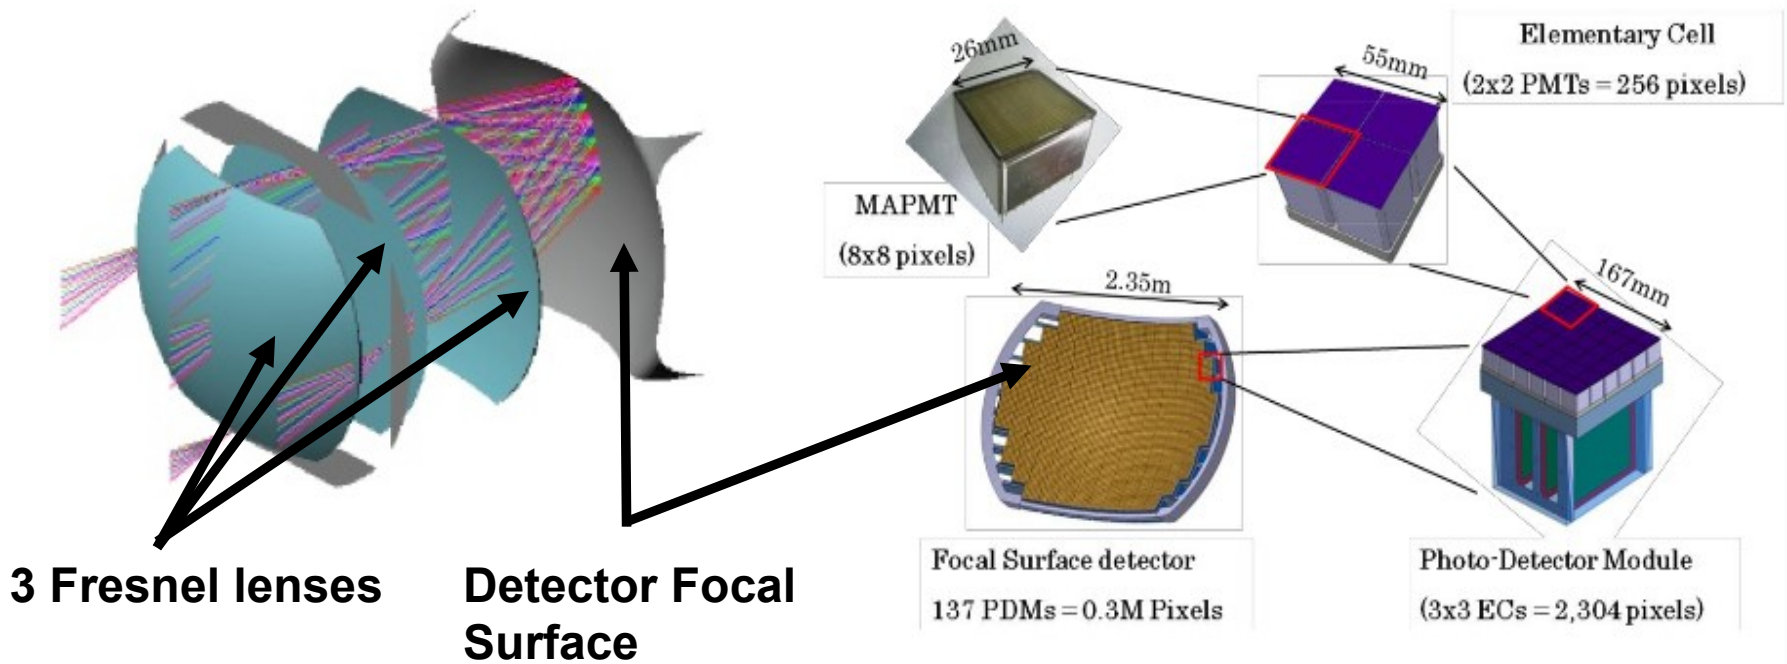 26mm
MAPMT
(8x8 pixels)
55mm
Elementary Cell
(2x2 PMTs = 256 pixels)
2.35m
167mm
3 Fresnel lenses
Detector Focal
Surface
Focal Surface detector
137 PDMs = 0.3M Pixels
Photo-Detector Module
(3x3 ECs = 2,304 pixels)